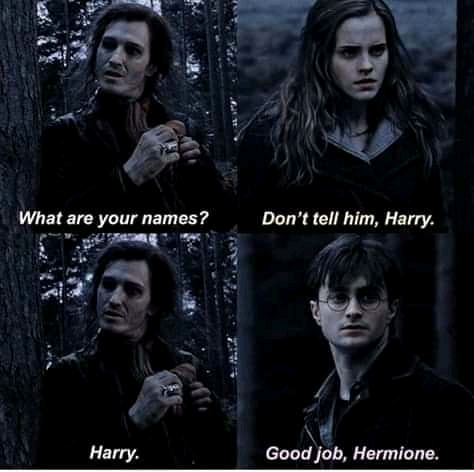 What are your names?
Don't tell him, Harry.
Harry.
Good job, Hermione.